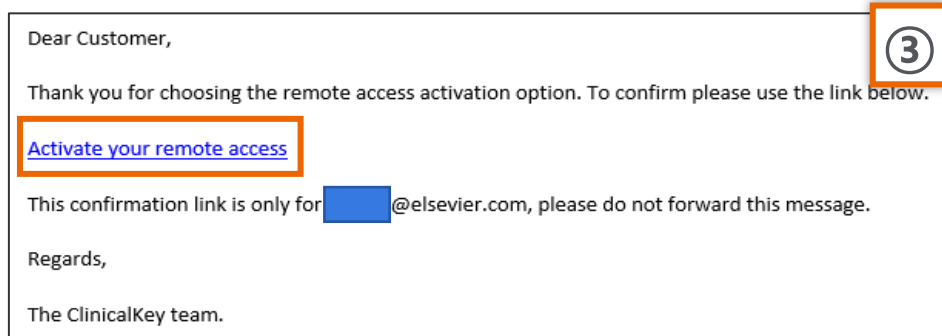 Dear Customer,
③
Thank you for choosing the remote access activation option. To confirm please use the link below.
Activate your remote access
This confirmation link is only for @elsevier.com, please do not forward this message.
Regards,
The ClinicalKey team.